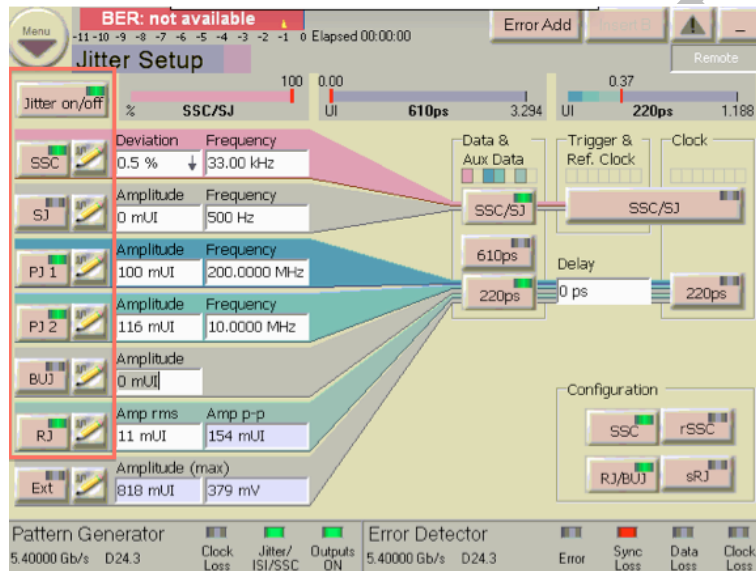 Menu
BER: not available
-11 -10 -9 -8 -7 -6 -5 -4 -3 -2 -1 0 Elapsed 00:00:00
Error Add
Insert B
Jitter Setup
Remote
Jitter on/off
100
% SSC/SJ
0.00
UI 610ps 3.294
0.37
UI 220ps 1.188
SSC
Deviation Frequency
0.5 % ↓ 33.00 kHz
SJ
Amplitude Frequency
0 mUI 500 Hz
PJ 1
Amplitude Frequency
100 mUI 200.0000 MHz
PJ 2
Amplitude Frequency
116 mUI 10.0000 MHz
BUJ
Amplitude
0 mUI
RJ
Amp rms Amp p-p
11 mUI 154 mUI
Ext
Amplitude (max)
818 mUI 379 mV
Data &
Aux Data
SSC/SJ
610ps
220ps
Trigger &
Ref. Clock
Clock
SSC/SJ
Delay
0 ps
220ps
Configuration
SSC rSSC
RJ/BUJ sRJ
Pattern Generator
5.40000 Gb/s D24.3
Clock
Loss
Jitter/
ISI/SSC
Outputs
ON
Error Detector
5.40000 Gb/s D24.3
Error
Sync
Loss
Data
Loss
Clock
Loss